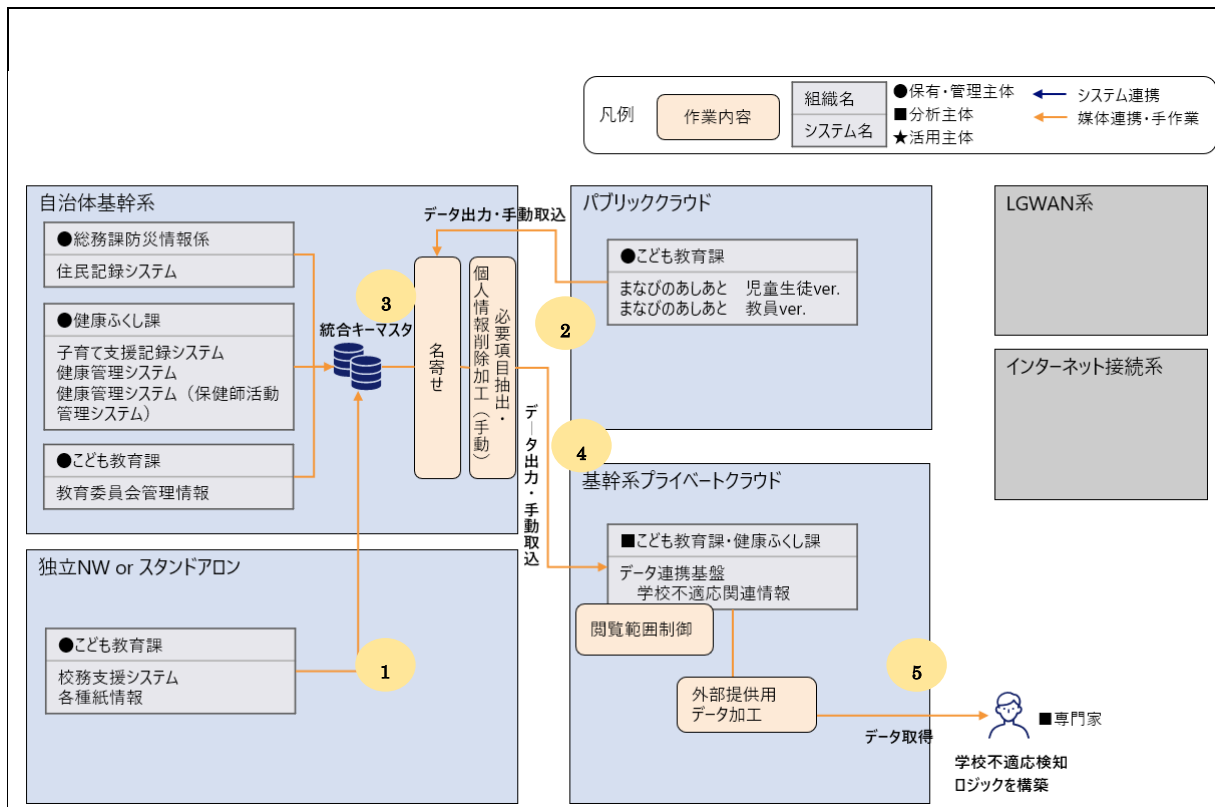 凡例
作業内容
組織名
システム名
●保有・管理主体
■分析主体
★活用主体
システム連携
媒体連携・手作業
自治体基幹系
●総務課防災情報係
住民記録システム
●健康ふくし課
子育て支援記録システム
健康管理システム
健康管理システム（保健師活動
管理システム）
●こども教育課
教育委員会管理情報
3
統合キーマスタ
名寄せ
必要項目抽出・
個人情報削除加工（手動）
データ出力・手動取込
2
パブリッククラウド
●こども教育課
まなびのあしあと　児童生徒ver.
まなびのあしあと　教員ver.
LGWAN系
インターネット接続系
4
データ出力・手動取込
基幹系プライベートクラウド
■こども教育課・健康ふくし課
データ連携基盤
学校不適応関連情報
閲覧範囲制御
外部提供用
データ加工
5
データ取得
■専門家
学校不適応検知
ロジックを構築
独立NW or スタンドアロン
●こども教育課
校務支援システム
各種紙情報
1